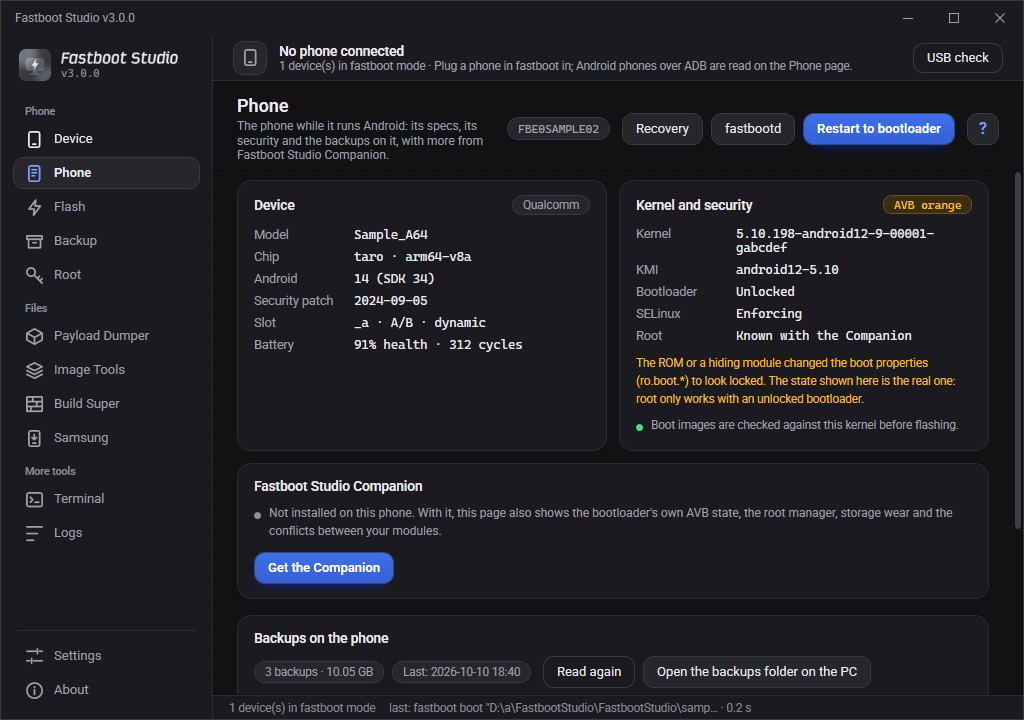 Fastboot Studio v3.0.0
Fastboot Studio
v3.0.0
Phone
Device
Phone
Flash
Backup
Root
Files
Payload Dumper
Image Tools
Build Super
Samsung
More tools
Terminal
Logs
Settings
About
No phone connected
1 device(s) in fastboot mode · Plug a phone in fastboot in; Android phones over ADB are read on the Phone page.
USB check
Phone
The phone while it runs Android: its specs, its
security and the backups on it, with more from
Fastboot Studio Companion.
FBE0SAMPLE02
Recovery
fastbootd
Restart to bootloader
?
Device
Qualcomm
Model Sample_A64
Chip taro · arm64-v8a
Android 14 (SDK 34)
Security patch 2024-09-05
Slot _a · A/B · dynamic
Battery 91% health · 312 cycles
Kernel and security
AVB orange
Kernel 5.10.198-android12-9-00001-
gabcdef
KMI android12-5.10
Bootloader Unlocked
SELinux Enforcing
Root Known with the Companion
The ROM or a hiding module changed the boot properties
(ro.boot.*) to look locked. The state shown here is the real one:
root only works with an unlocked bootloader.
Boot images are checked against this kernel before flashing.
Fastboot Studio Companion
Not installed on this phone. With it, this page also shows the bootloader's own AVB state, the root manager, storage wear and the
conflicts between your modules.
Get the Companion
Backups on the phone
3 backups · 10.05 GB
Last: 2026-10-10 18:40
Read again
Open the backups folder on the PC
1 device(s) in fastboot mode last: fastboot boot "D:\a\FastbootStudio\FastbootStudio\samp… · 0.2 s